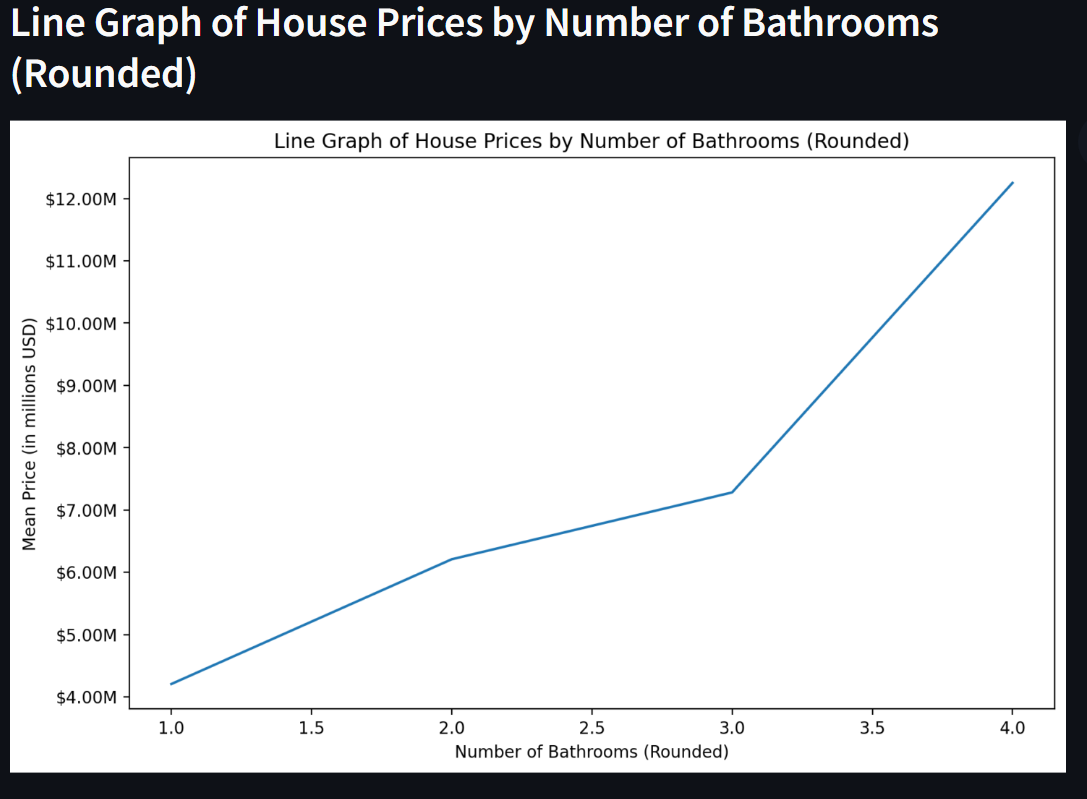 Line Graph of House Prices by Number of Bathrooms
(Rounded)
Line Graph of House Prices by Number of Bathrooms (Rounded)
$12.00M
$11.00M
$10.00M
$9.00M
$8.00M
$7.00M
$6.00M
$5.00M
$4.00M
Mean Price (in millions USD)
1.0 1.5 2.0 2.5 3.0 3.5 4.0
Number of Bathrooms (Rounded)